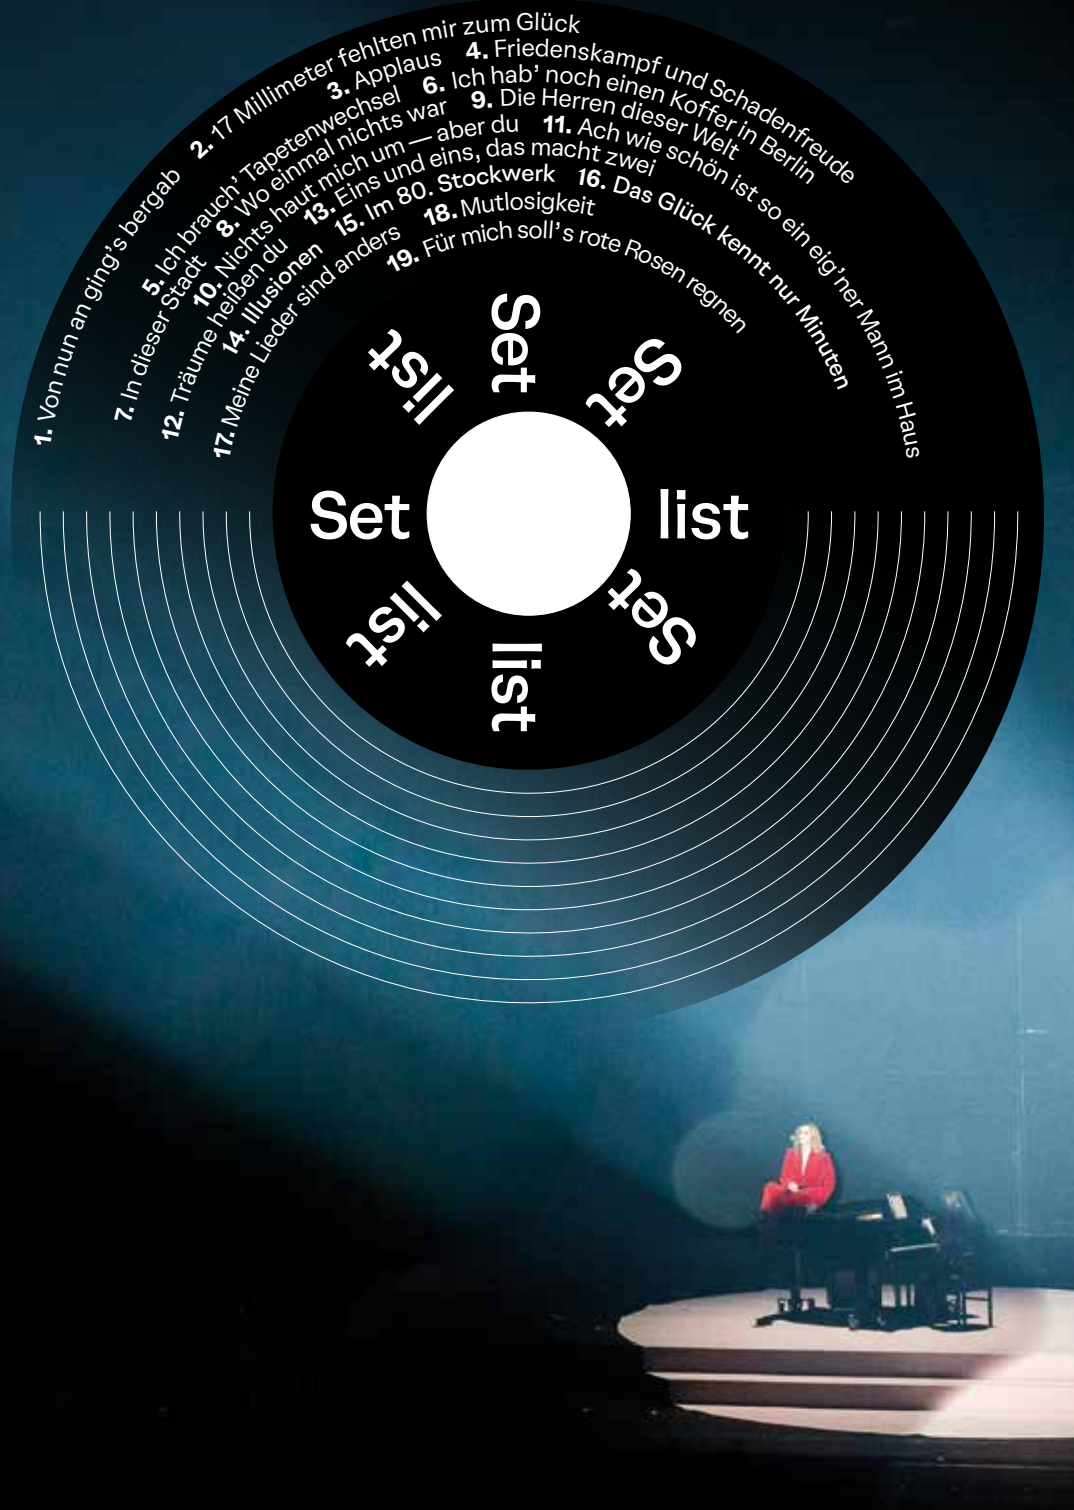 1. Von nun an ging’s bergab 2. 17 Millimeter fehlten mir zum Glück
3. Applaus 4. Friedenskampf und Schadenfreude
5. Ich brauch’ Tapetenwechsel 6. Ich hab’ noch einen Koffer in Berlin
7. In dieser Stadt 8. Wo einmal nichts war 9. Die Herren dieser Welt
10. Nichts haut mich um — aber du 11. Ach wie schön ist so ein eig’ner Mann im Haus
12. Träume heißen du 13. Eins und eins, das macht zwei
14. Illusionen 15. Im 80. Stockwerk 16. Das Glück kennt nur Minuten
17. Meine Lieder sind anders 18. Mutlosigkeit
19. Für mich soll’s rote Rosen regnen
Set
list
Set
list
Set
list
Set
list